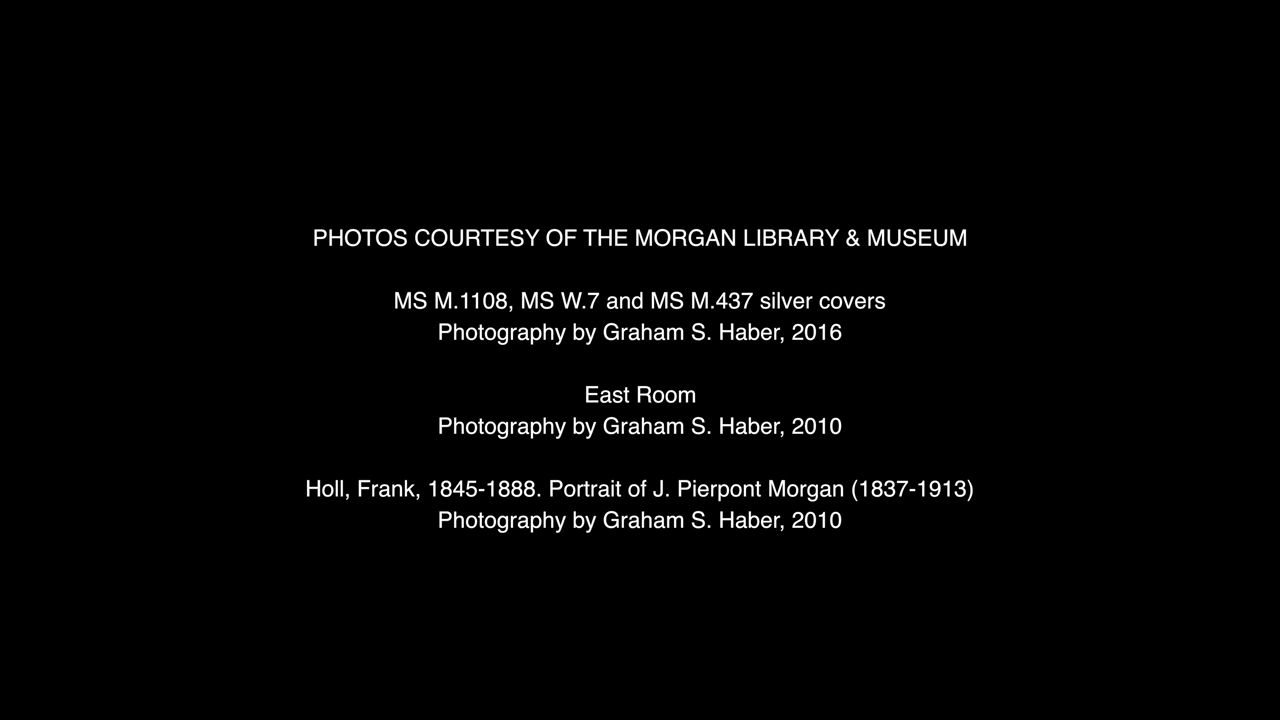 PHOTOS COURTESY OF THE MORGAN LIBRARY & MUSEUM
MS M.1108, MS W.7 and MS M.437 silver covers
Photography by Graham S. Haber, 2016
East Room
Photography by Graham S. Haber, 2010
Holl, Frank, 1845-1888. Portrait of J. Pierpont Morgan (1837-1913)
Photography by Graham S. Haber, 2010